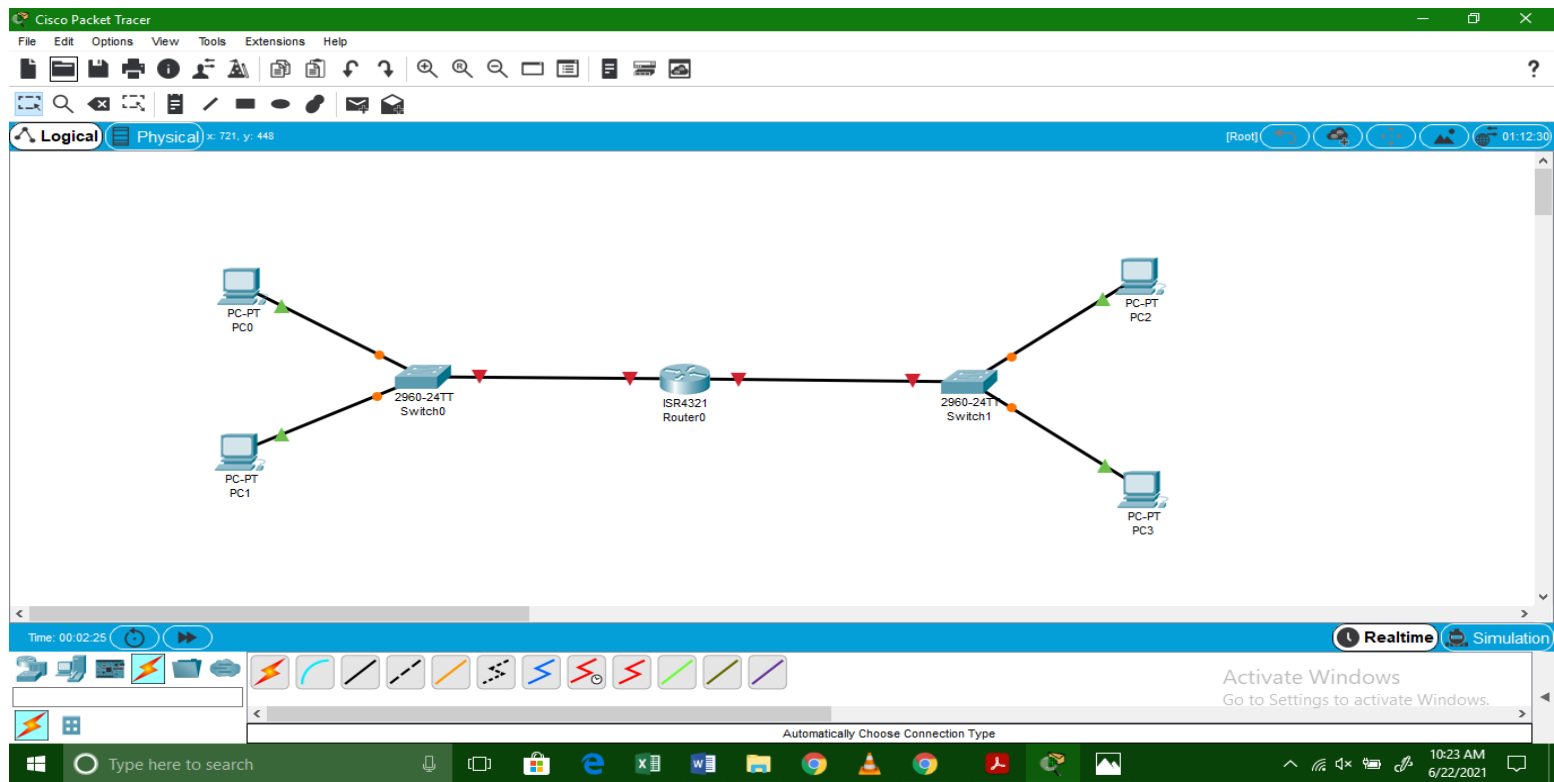 Cisco Packet Tracer
File Edit Options View Tools Extensions Help
?
Logical Physical x: 721, y: 448 [Root] 01:12:30
PC-PT
PC0
PC-PT
PC1
2960-24TT
Switch0
ISR4321
Router0
2960-24TT
Switch1
PC-PT
PC2
PC-PT
PC3
Time: 00:02:25 Realtime Simulation
Activate Windows
Go to Settings to activate Windows.
Automatically Choose Connection Type
Type here to search 10:23 AM
6/22/2021